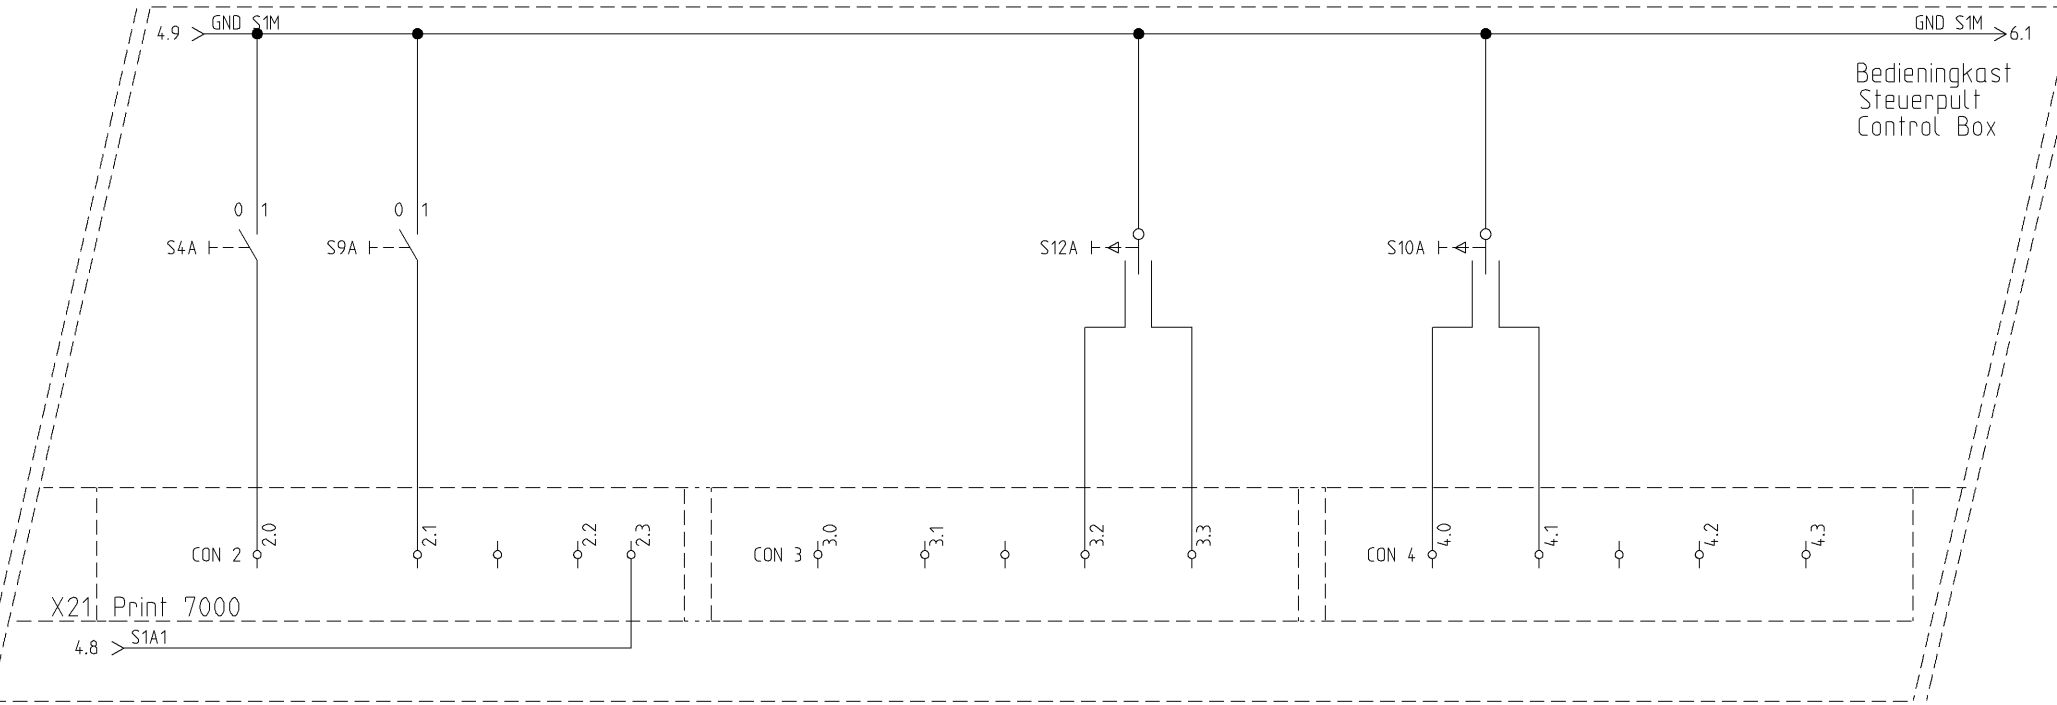 4.9 GND S1M GND S1M 6.1
Bedieningkast
Steuerpult
Control Box
0 1 0 1
S4A S9A S12A S10A
CON 2 2.0 2.1 2.2 2.3 CON 3 3.0 3.1 3.2 3.3 CON 4 4.0 4.1 4.2 4.3
X21 Print 7000
4.8 S1A1